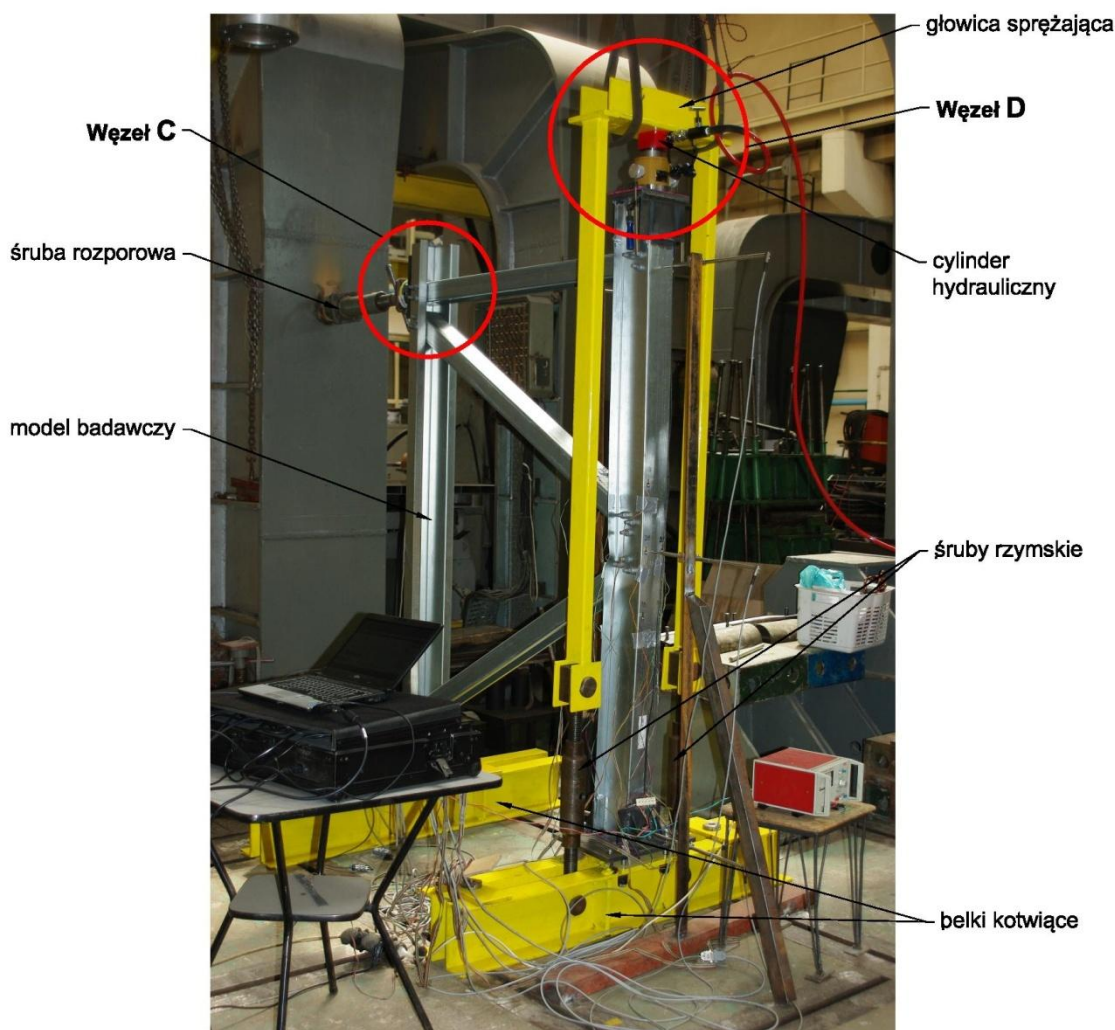 głowica sprężająca
Węzeł D
Węzeł C
śruba rozporowa
cylinder
hydrauliczny
model badawczy
śruby rzymskie
belki kotwiące